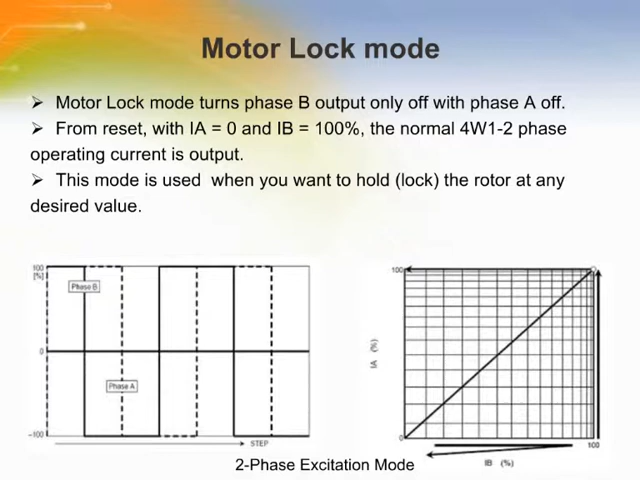 Motor Lock mode
➢ Motor Lock mode turns phase B output only off with phase A off.
➢ From reset, with IA = 0 and IB = 100%, the normal 4W1-2 phase
operating current is output.
➢ This mode is used when you want to hold (lock) the rotor at any
desired value.
100
[%]
Phase B
0
Phase A
-100
STEP
100
IA (%)
0
100
IB (%)
2-Phase Excitation Mode